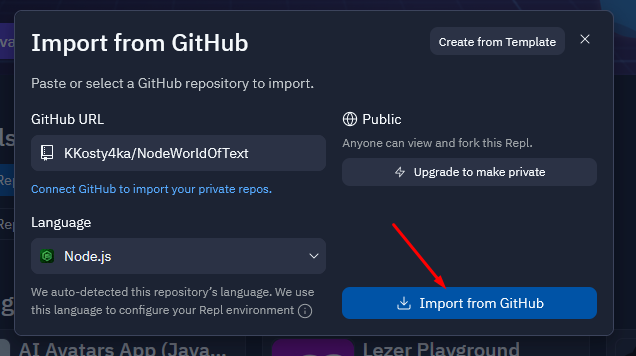 Import from GitHub
Create from Template
Paste or select a GitHub repository to import.
GitHub URL
KKosty4ka/NodeWorldOfText
Connect GitHub to import your private repos.
Language
Node.js
We auto-detected this repository's language. We use
this language to configure your Repl environment
Public
Anyone can view and fork this Repl.
Upgrade to make private
Import from GitHub
AI Avatars App (Java...
Lezer Playground